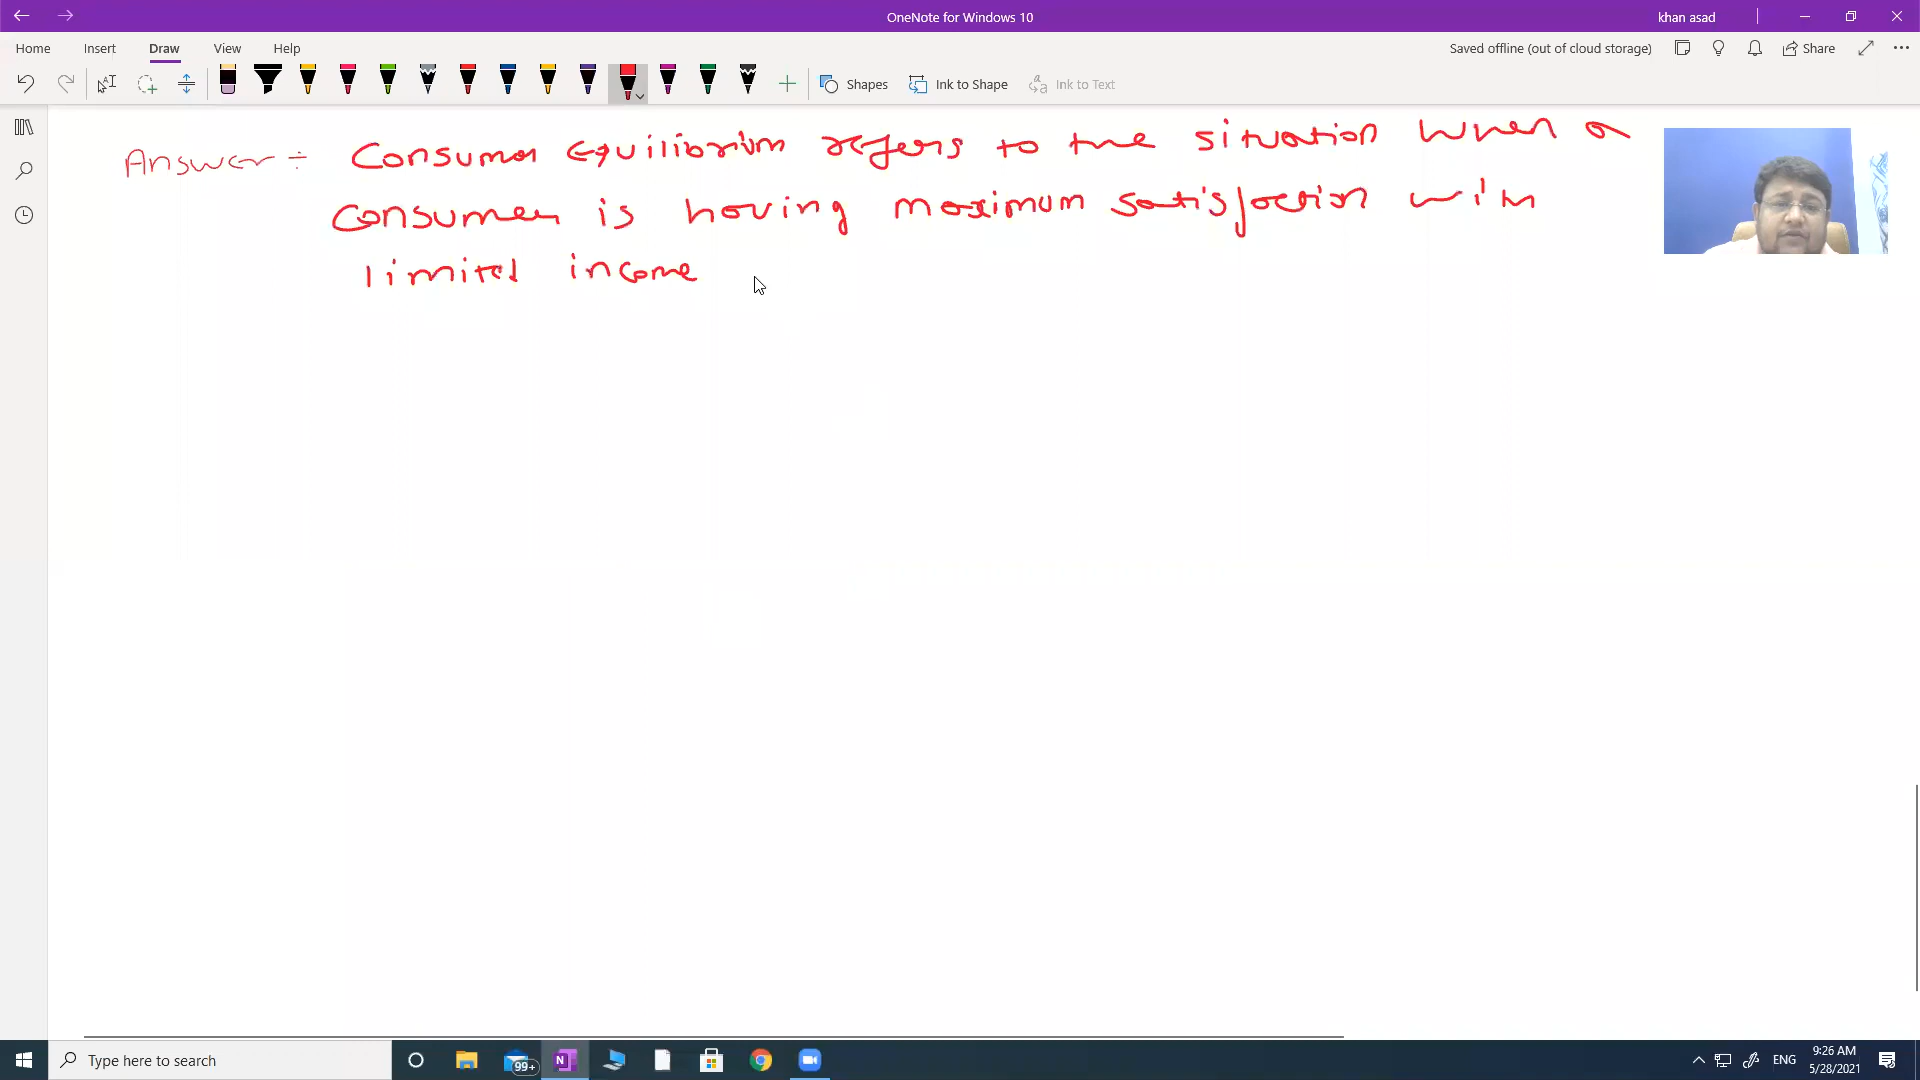 OneNote for Windows 10
khan asad
Home Insert Draw View Help
Saved offline (out of cloud storage)
Share
Shapes
Ink to Shape
Ink to Text
Answer :- Consumer Equilibrium refers to the situation when a
consumer is having maximum satisfaction with
limited income
Type here to search
99+
ENG
9:26 AM
5/28/2021